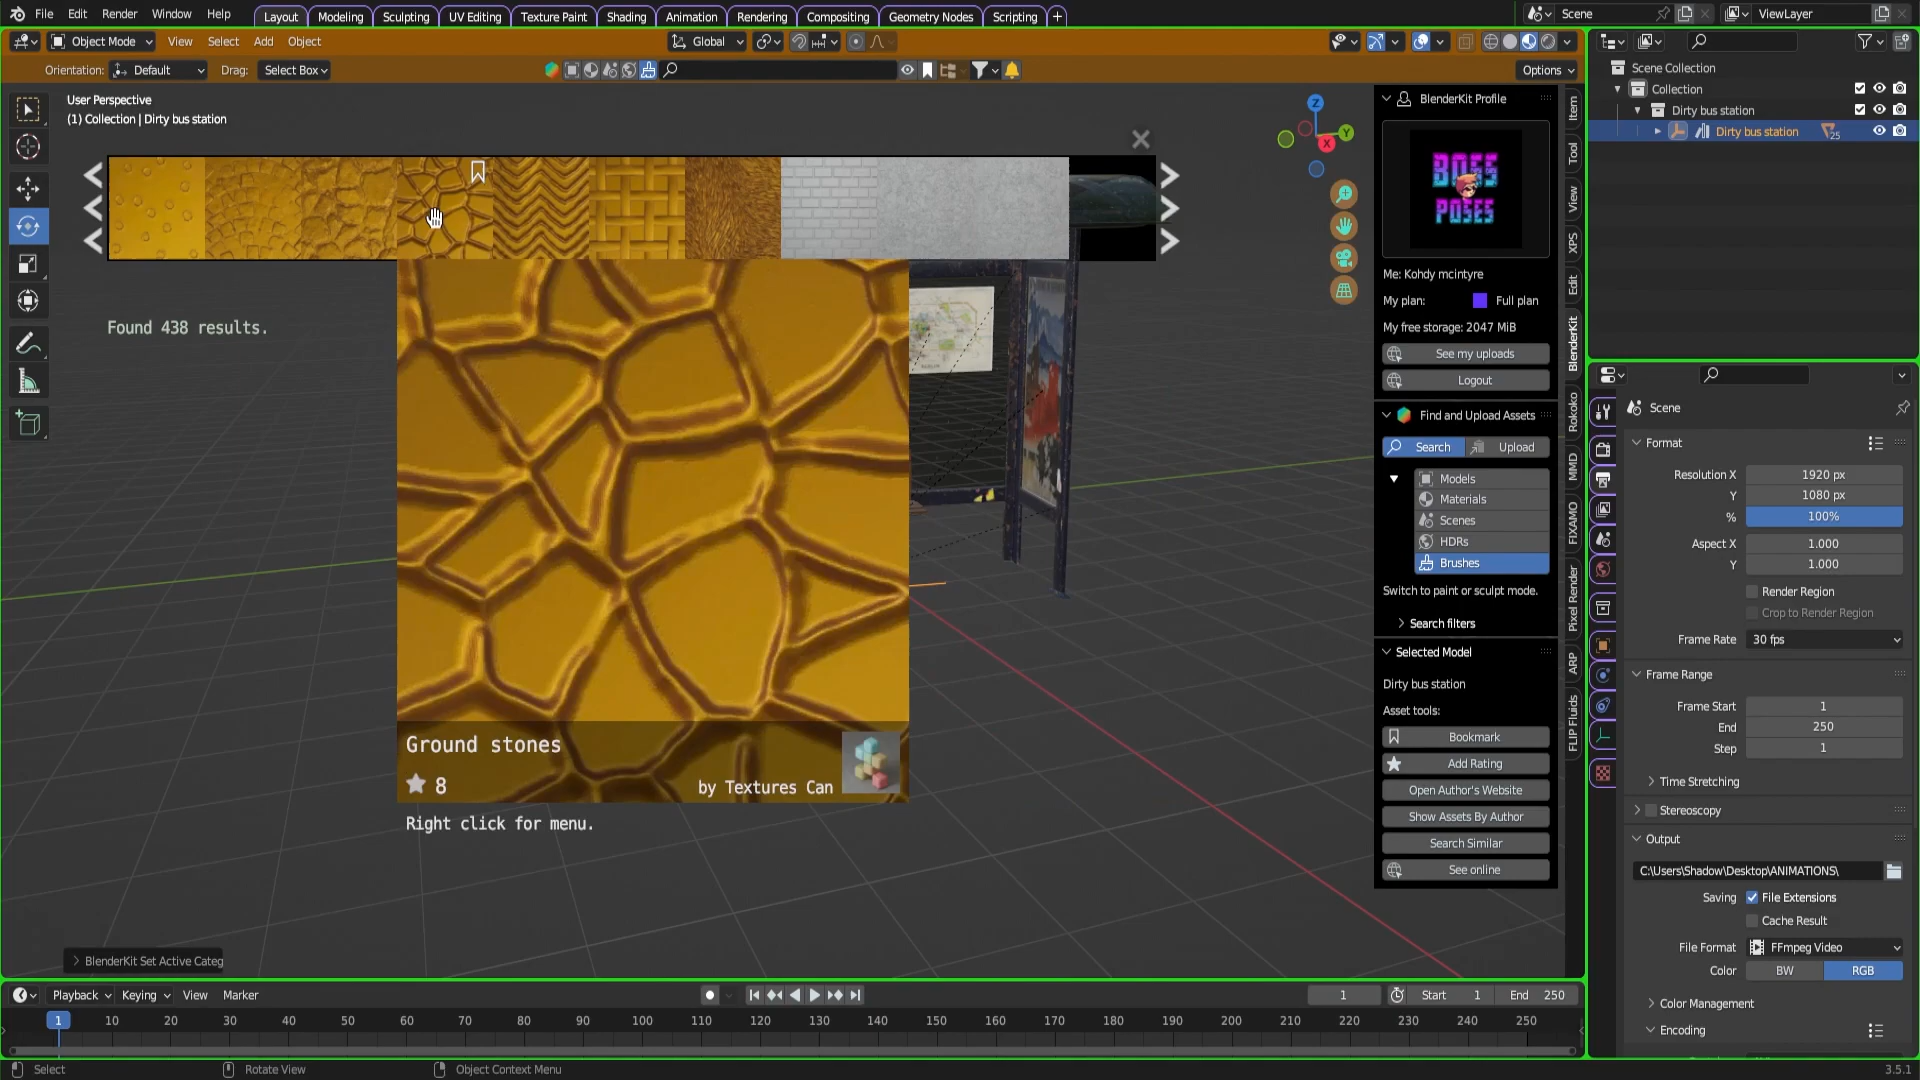 File Edit Render Window Help
Layout Modeling Sculpting UV Editing Texture Paint Shading Animation Rendering Compositing Geometry Nodes Scripting +
Scene
ViewLayer
Object Mode View Select Add Object
Global
Orientation: Default Drag: Select Box
Options
User Perspective
(1) Collection | Dirty bus station
Found 438 results.
Ground stones
8
by Textures Can
Right click for menu.
BlenderKit Set Active Categ
Z
Y
X
BlenderKit Profile
BOSS
POSES
Me: Kohdy mcintyre
My plan: Full plan
My free storage: 2047 MiB
See my uploads
Logout
Find and Upload Assets
Search Upload
Models
Materials
Scenes
HDRs
Brushes
Switch to paint or sculpt mode.
Search filters
Selected Model
Dirty bus station
Asset tools:
Bookmark
Add Rating
Open Author's Website
Show Assets By Author
Search Similar
See online
Item
Tool
View
XPS
Edit
BlenderKit
Rokoko
MMD
FIXAMO
Pixel Render
ARP
FLIP Fluids
Scene Collection
Collection
Dirty bus station
Dirty bus station 25
Scene
Format
Resolution X 1920 px
Y 1080 px
% 100%
Aspect X 1.000
Y 1.000
Render Region
Crop to Render Region
Frame Rate 30 fps
Frame Range
Frame Start 1
End 250
Step 1
Time Stretching
Stereoscopy
Output
C:\Users\Shadow\Desktop\ANIMATIONS\
Saving File Extensions
Cache Result
File Format FFmpeg Video
Color BW RGB
Color Management
Encoding
Playback Keying View Marker
1 Start 1 End 250
1 10 20 30 40 50 60 70 80 90 100 110 120 130 140 150 160 170 180 190 200 210 220 230 240 250
Select Rotate View Object Context Menu
3.5.1